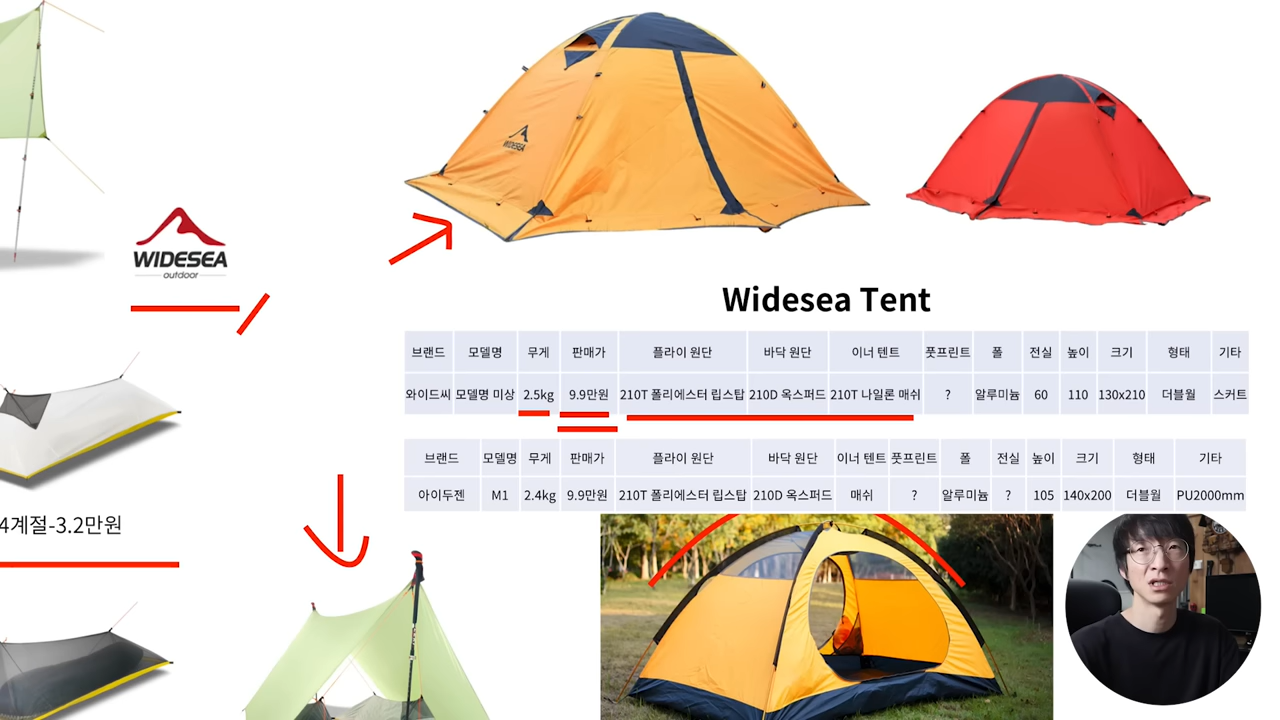 WIDESEA
WIDESEA
outdoor
Widesea Tent
브랜드 모델명 무게 판매가 플라이 원단 바닥 원단 이너 텐트 풋프린트 폴 전실 높이 크기 형태 기타
와이드씨 모델명 미상 2.5kg 9.9만원 210T 폴리에스터 립스탑 210D 옥스퍼드 210T 나일론 매쉬 ? 알루미늄 60 110 130x210 더블월 스커트
브랜드 모델명 무게 판매가 플라이 원단 바닥 원단 이너 텐트 풋프린트 폴 전실 높이 크기 형태 기타
아이두젠 M1 2.4kg 9.9만원 210T 폴리에스터 립스탑 210D 옥스퍼드 매쉬 ? 알루미늄 ? 105 140x200 더블월 PU2000mm
4계절-3.2만원